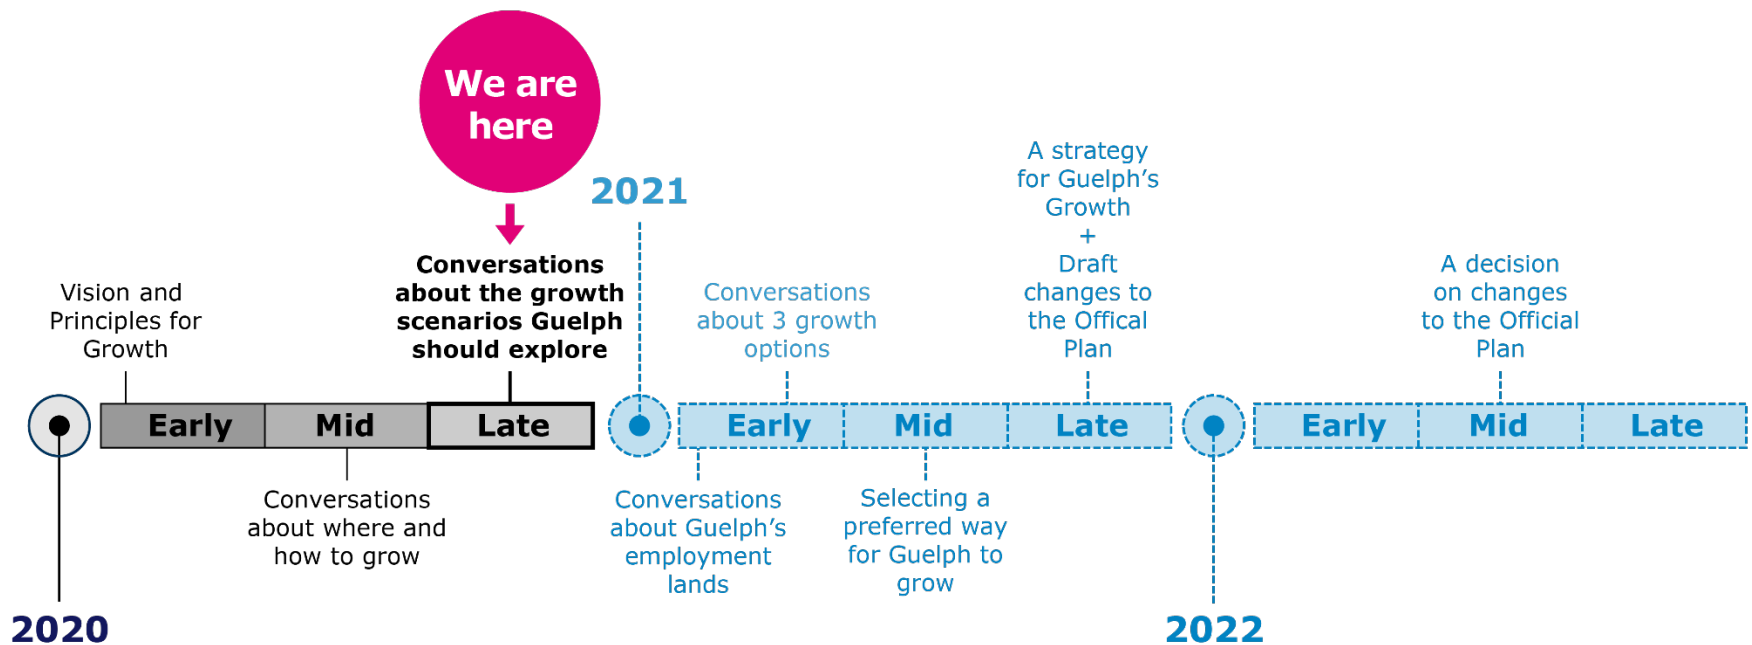 We are
here
2021
A strategy
for Guelph's
Growth
+
Draft
changes to
the Offical
Plan
Vision and
Principles for
Growth
Conversations
about the growth
scenarios Guelph
should explore
Conversations
about 3 growth
options
A decision
on changes
to the Official
Plan
Early
Mid
Late
Early
Mid
Late
Early
Mid
Late
Conversations
about where and
how to grow
Conversations
about Guelph's
employment
lands
Selecting a
preferred way
for Guelph to
grow
2020
2022